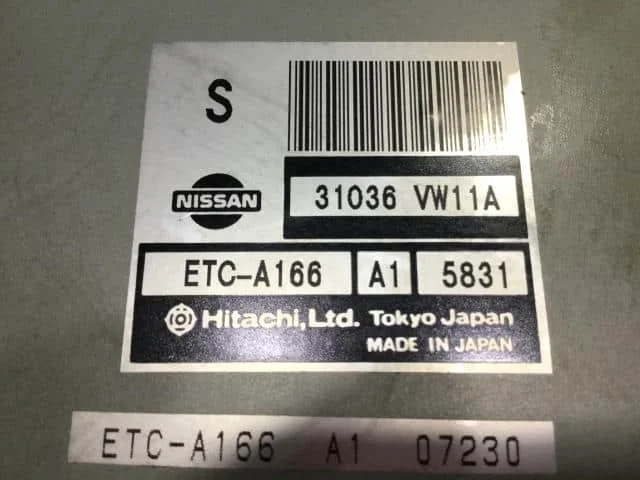 S
NISSAN
31036 VW11A
ETC-A166 A1 5831
Hitachi, Ltd. Tokyo Japan
MADE IN JAPAN
ETC-A166 A1 07230